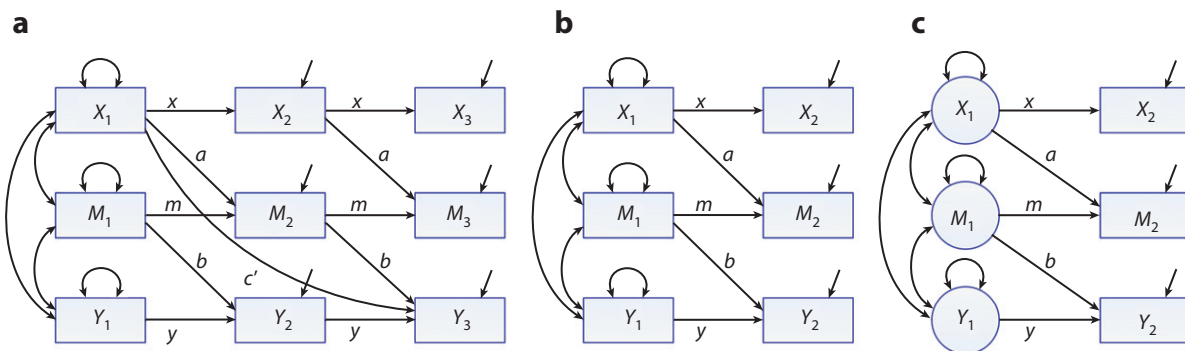 a
b
c
X₁ x X₂ x X₃
a a
M₁ m M₂ m M₃
b c′ b
Y₁ y Y₂ y Y₃
X₁ x X₂
a
M₁ m M₂
b
Y₁ y Y₂
X₁ x X₂
a
M₁ m M₂
b
Y₁ y Y₂